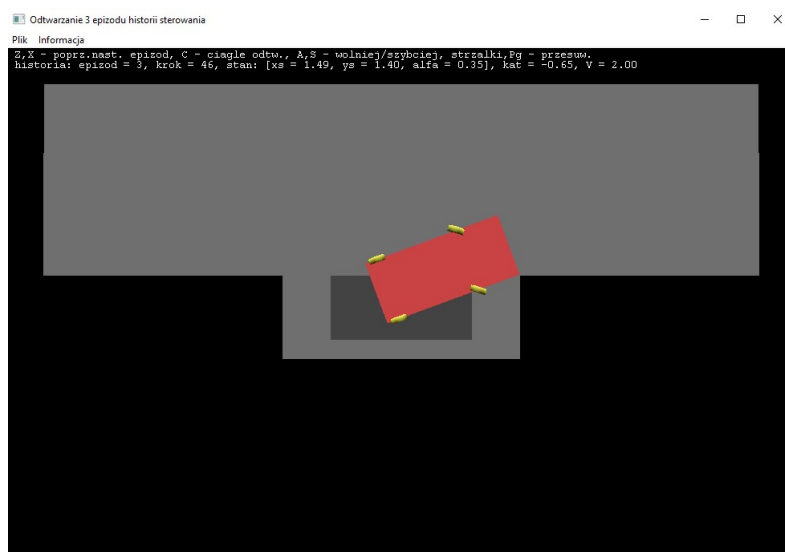 Odtwarzanie 3 epizodu historii sterowania
Plik Informacja
Z,X - poprz.nast. epizod, C - ciagle odtw., A,S - wolniej/szybciej, strzalki,Pg - przesuw.
historia: epizod = 3, krok = 46, stan: [xs = 1.49, ys = 1.40, alfa = 0.35], kat = -0.65, V = 2.00